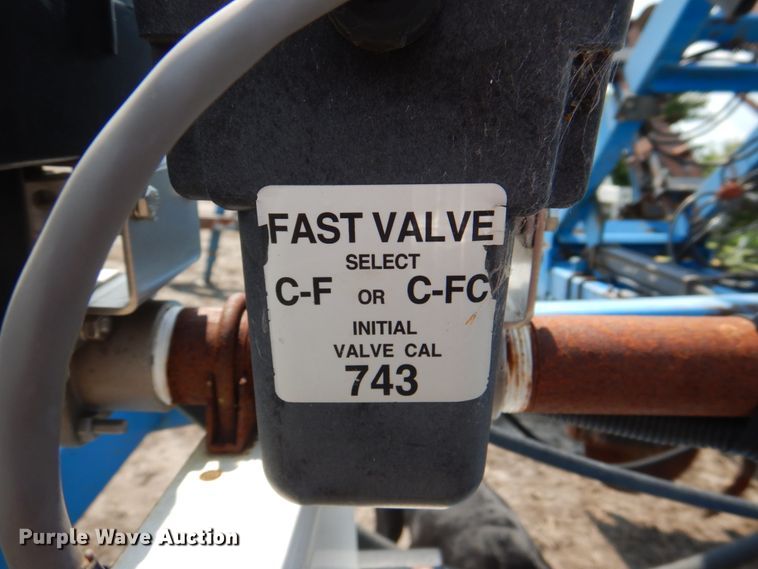 FAST VALVE
SELECT
C-F OR C-FC
INITIAL
VALVE CAL
743
Purple Wave Auction